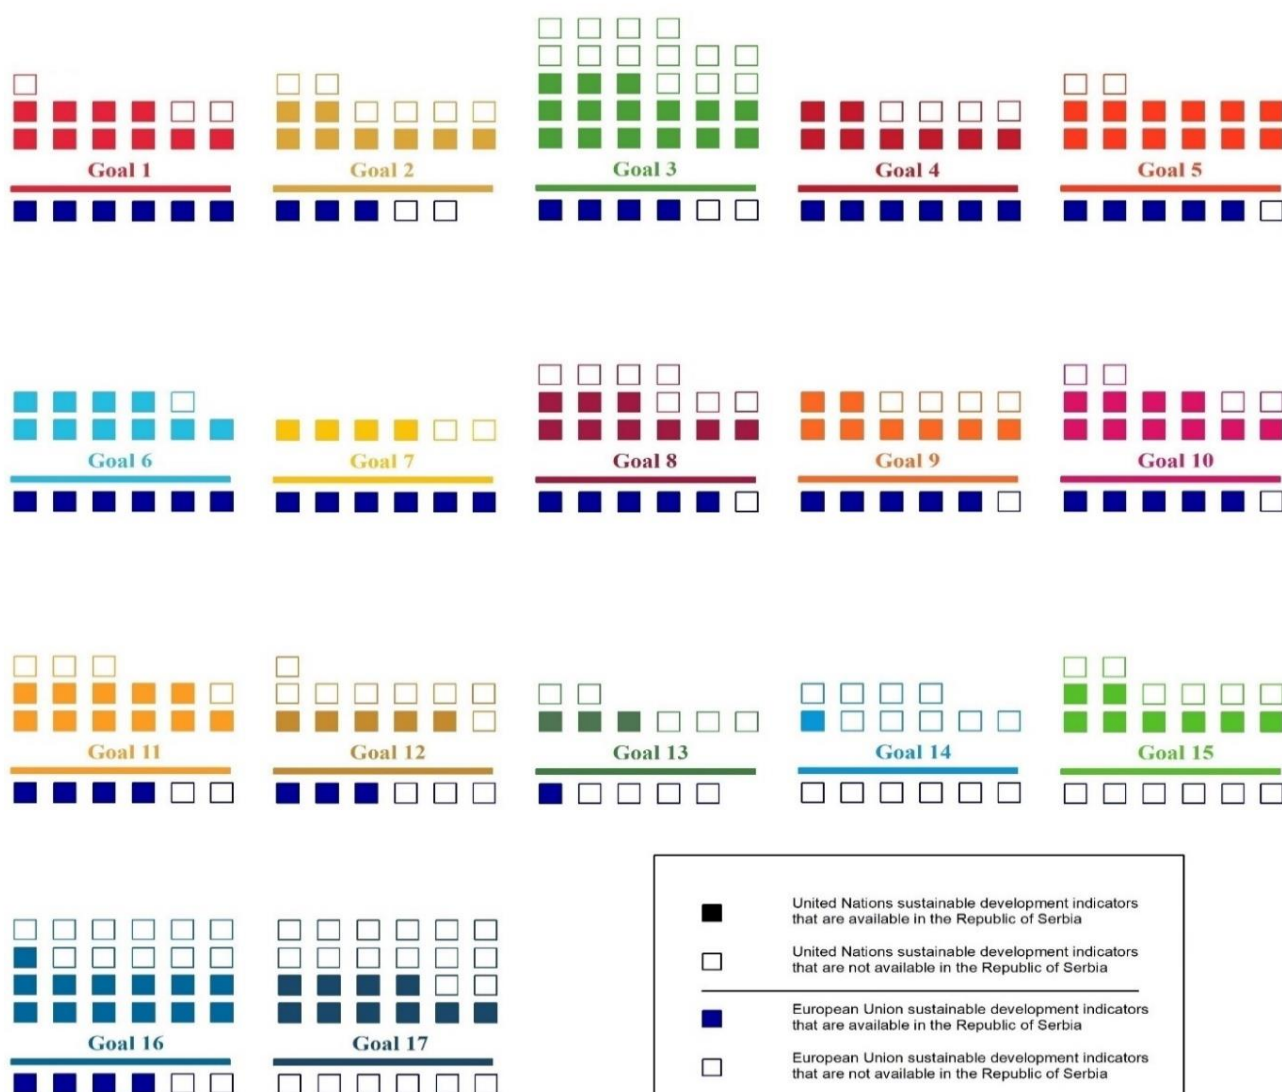 Goal 1
Goal 2
Goal 3
Goal 4
Goal 5
Goal 6
Goal 7
Goal 8
Goal 9
Goal 10
Goal 11
Goal 12
Goal 13
Goal 14
Goal 15
Goal 16
Goal 17
United Nations sustainable development indicators
that are available in the Republic of Serbia
United Nations sustainable development indicators
that are not available in the Republic of Serbia
European Union sustainable development indicators
that are available in the Republic of Serbia
European Union sustainable development indicators
that are not available in the Republic of Serbia